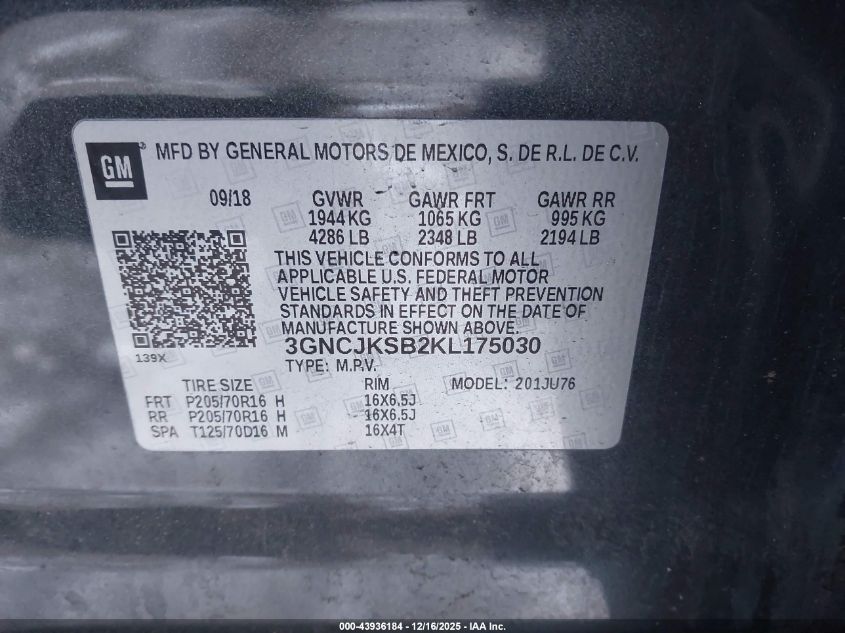 GM® MFD BY GENERAL MOTORS DE MEXICO, S. DE R.L. DE C.V.
09/18 GVWR GAWR FRT GAWR RR
1944 KG 1065 KG 995 KG
4286 LB 2348 LB 2194 LB
THIS VEHICLE CONFORMS TO ALL
APPLICABLE U.S. FEDERAL MOTOR
VEHICLE SAFETY AND THEFT PREVENTION
STANDARDS IN EFFECT ON THE DATE OF
MANUFACTURE SHOWN ABOVE.
3GNCJKSB2KL175030
139X
TYPE: M.P.V.
TIRE SIZE RIM MODEL: 201JU76
FRT P205/70R16 H 16X6.5J
RR P205/70R16 H 16X6.5J
SPA T125/70D16 M 16X4T
000-43936184 - 12/16/2025 - IAA Inc.